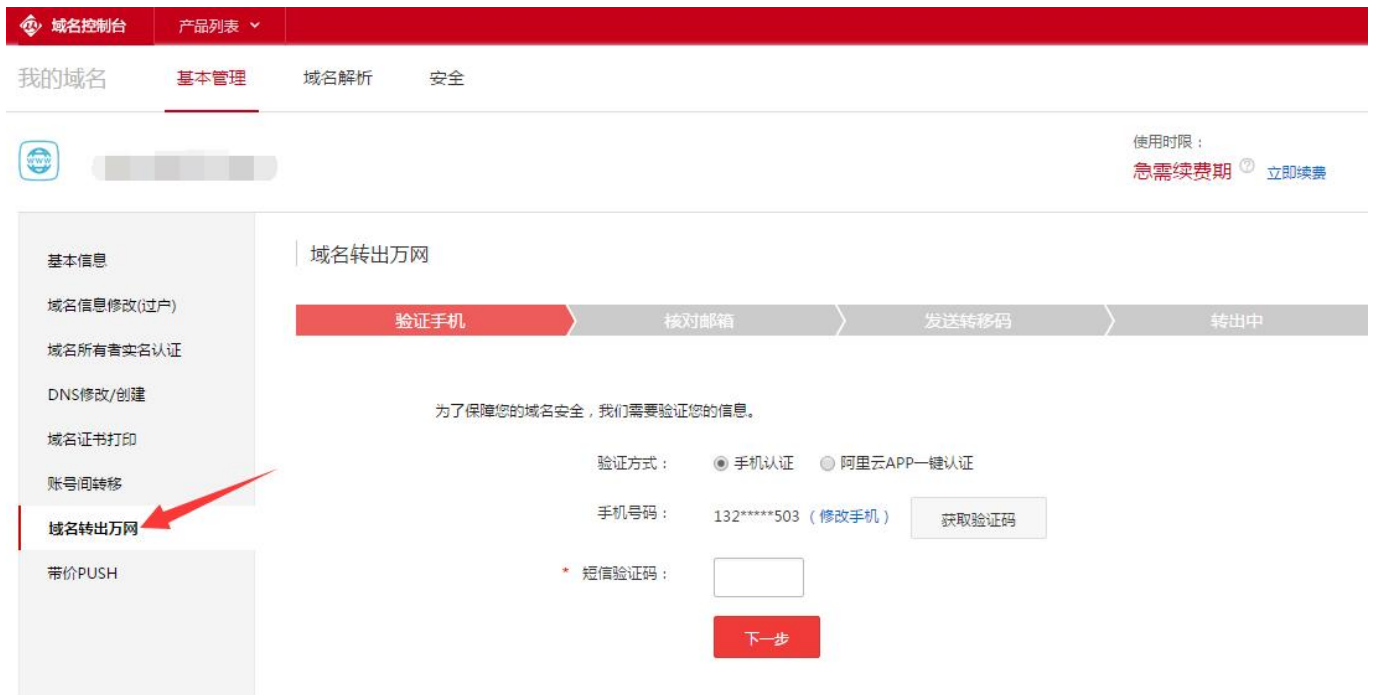 域名控制台 产品列表
我的域名 基本管理 域名解析 安全
使用时限：
急需续费期 ? 立即续费
www
基本信息
域名信息修改(过户)
域名所有者实名认证
DNS修改/创建
域名证书打印
账号间转移
域名转出万网
带价PUSH
域名转出万网
验证手机 核对邮箱 发送转移码 转出中
为了保障您的域名安全，我们需要验证您的信息。
验证方式： 手机认证 阿里云APP一键认证
手机号码： 132*****503 (修改手机) 获取验证码
* 短信验证码：
下一步